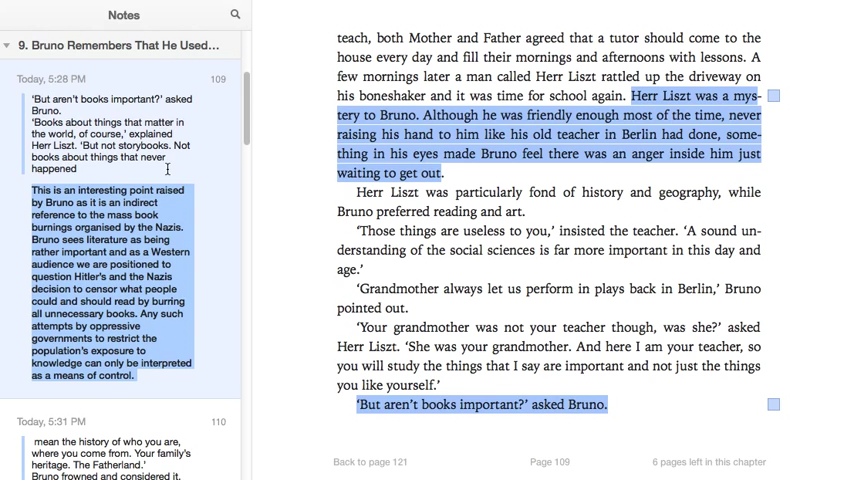 Notes
9. Bruno Remembers That He Used…
Today, 5:28 PM 109
‘But aren’t books important?’ asked
Bruno.
‘Books about things that matter in
the world, of course,’ explained
Herr Liszt. ‘But not storybooks. Not
books about things that never
happened
This is an interesting point raised
by Bruno as it is an indirect
reference to the mass book
burnings organised by the Nazis.
Bruno sees literature as being
rather important and as a Western
audience we are positioned to
question Hitler’s and the Nazis
decision to censor what people
could and should read by burring
all unnecessary books. Any such
attempts by oppressive
governments to restrict the
population’s exposure to
knowledge can only be interpreted
as a means of control.
Today, 5:31 PM 110
mean the history of who you are,
where you come from. Your family’s
heritage. The Fatherland.’
Bruno frowned and considered it.
teach, both Mother and Father agreed that a tutor should come to the
house every day and fill their mornings and afternoons with lessons. A
few mornings later a man called Herr Liszt rattled up the driveway on
his boneshaker and it was time for school again. Herr Liszt was a mys-
tery to Bruno. Although he was friendly enough most of the time, never
raising his hand to him like his old teacher in Berlin had done, some-
thing in his eyes made Bruno feel there was an anger inside him just
waiting to get out.
Herr Liszt was particularly fond of history and geography, while
Bruno preferred reading and art.
‘Those things are useless to you,’ insisted the teacher. ‘A sound un-
derstanding of the social sciences is far more important in this day and
age.’
‘Grandmother always let us perform in plays back in Berlin,’ Bruno
pointed out.
‘Your grandmother was not your teacher though, was she?’ asked
Herr Liszt. ‘She was your grandmother. And here I am your teacher, so
you will study the things that I say are important and not just the things
you like yourself.’
‘But aren’t books important?’ asked Bruno.
Back to page 121 Page 109 6 pages left in this chapter